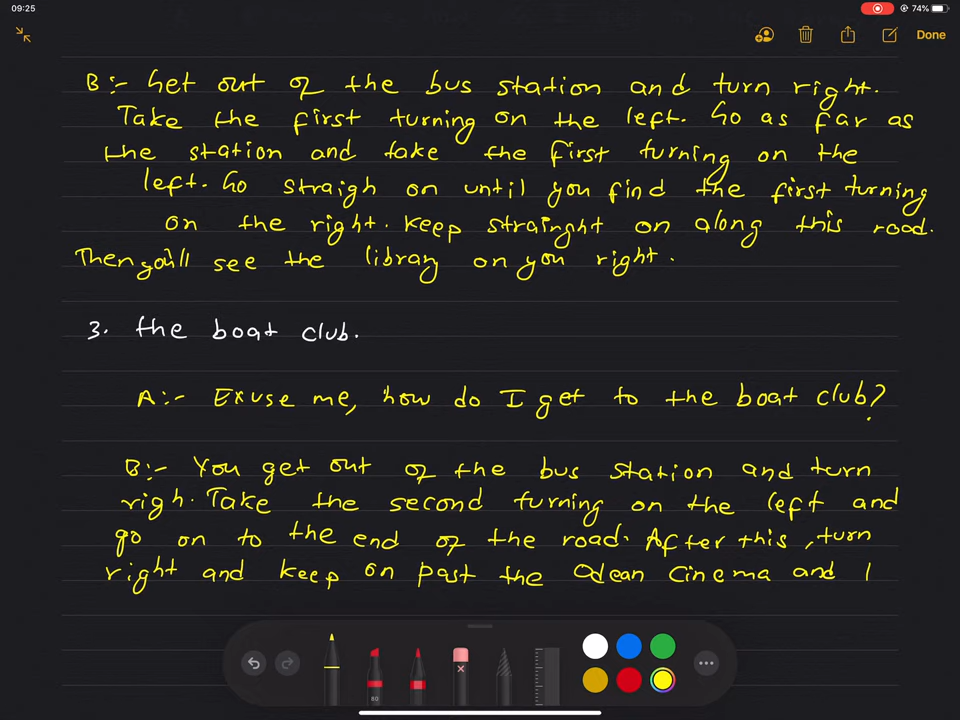 09:25
74%
Done
B:- Get out of the bus station and turn right.
Take the first turning on the left. Go as far as
the station and take the first turning on the
left. Go straigh on until you find the first turning
on the right. Keep strainght on along this road.
Then you'll see the library on you right.
3. the boat club.
A:- Exuse me, how do I get to the boat club?
B:- You get out of the bus station and turn
righ. Take the second turning on the left and
go on to the end of the road. After this, turn
right and keep on past the Odean Cinema and l
80